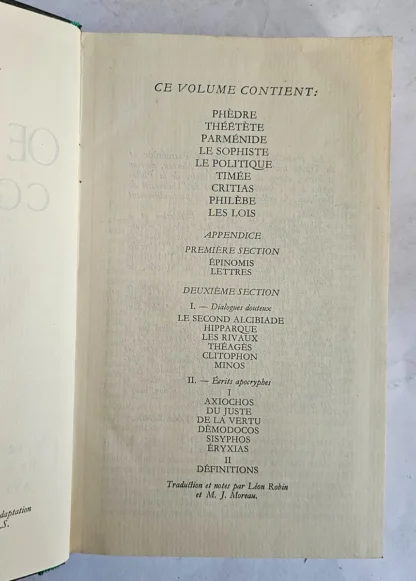 CE VOLUME CONTIENT:
PHÈDRE
THÉÉTÈTE
PARMÉNIDE
LE SOPHISTE
LE POLITIQUE
TIMÉE
CRITIAS
PHILÈBE
LES LOIS
APPENDICE
PREMIÈRE SECTION
ÉPINOMIS
LETTRES
DEUXIÈME SECTION
I. — Dialogues douteux
LE SECOND ALCIBIADE
HIPPARQUE
LES RIVAUX
THÉAGÈS
CLITOPHON
MINOS
II. — Écrits apocryphes
I
AXIOCHOS
DU JUSTE
DE LA VERTU
DÉMODOCOS
SISYPHOS
ÉRYXIAS
II
DÉFINITIONS
Traduction et notes par Léon Robin
et M. J. Moreau.
daptation
S.